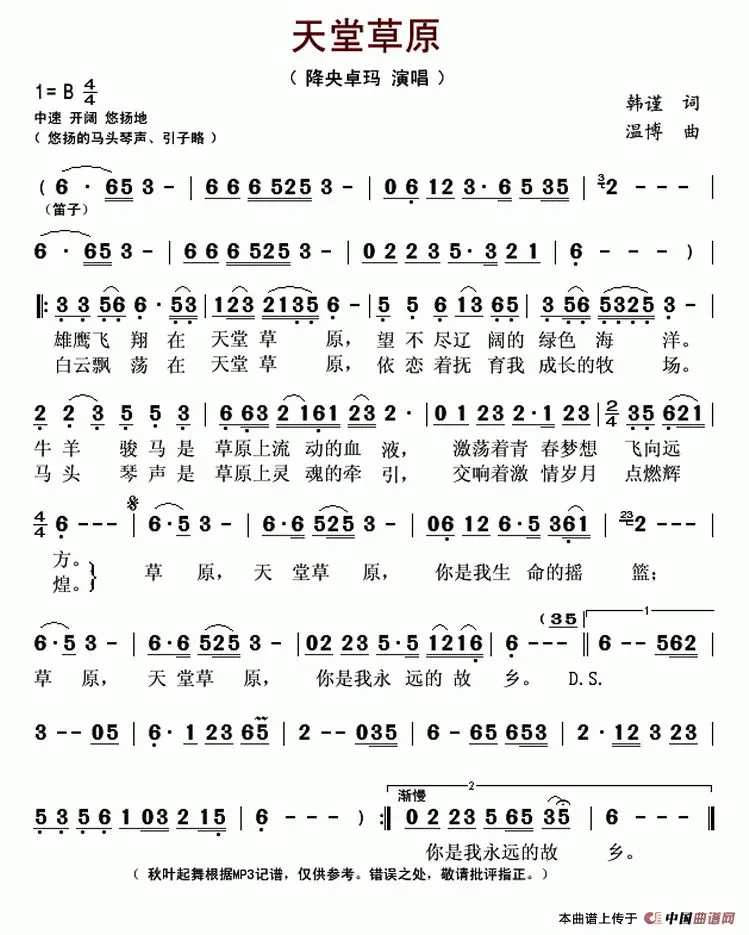 天堂草原
（ 降央卓玛 演唱 ）
1= B 4/4
韩谨 词
中速 开阔 悠扬地
温博 曲
（ 悠扬的马头琴声、引子略 ）
( 6 · 65 3 - | 6 6 6 525 3 - | 0 6 12 3· 6 5 35 | 3 2 - - - |
（笛子）
6 · 65 3 - | 6 6 6 525 3 - | 0 2 23 5· 3 2 1 | 6 - - - ) |
‖: 3 3 56 6 · 53 | 123 2135 6 - | 5 5 6 13 65 | 3 56 5325 3 - |
雄鹰飞 翔 在 天堂 草 原， 望 不 尽辽 阔的 绿色 海 洋。
白云飘 荡 在 天堂 草 原， 依 恋 着抚 育我 成长的牧 场。
2 2 3 5 5 3 | 6 63 2 161 23 2 · | 0 1 23 2·1 23 | 2/4 35 621 |
牛 羊 骏 马 是 草原上流 动的血 液， 激荡着青 春梦想 飞向远
马 头 琴 声 是 草原上灵 魂的牵 引， 交响着激 情岁月 点燃辉
4/4 6 - - - | 6·5 3 - | 6·6 525 3 - | 06 12 6·5 361 | 23 2 - - - |
方。
煌。} 草 原， 天 堂草 原， 你是我生 命的摇 篮；
(35 1
6·5 3 - | 6·6 525 3 - | 02 23 5·5 1216 | 6 - - - ‖ 6 - - 562 |
草 原， 天 堂草 原， 你是我永 远的 故 乡。 D.S.
3 - - 05 | 6· 1 23 65 | 2 - - 035 | 6 - 65 653 | 2 · 12 3 23 |
2
渐慢
5 3 5 6 1 03 2 15 | 6 - - ) :‖ 0 2 23 5 65 35 | 6 - - - ‖
你是我永远的故 乡。
（ 秋叶起舞根据MP3记谱，仅供参考。错误之处，敬请批评指正。）
本曲谱上传于 中国曲谱网